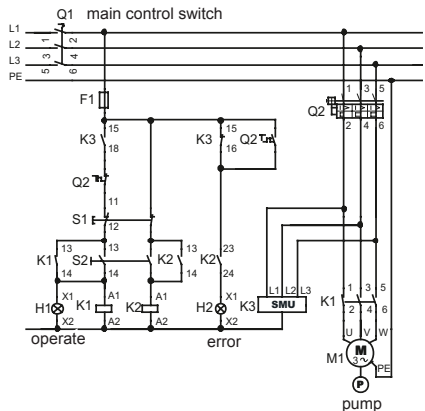 Q1 main control switch
L1 1 2
L2 3 4
L3 5 6
PE
F1
1 3 5
Q2
2 4 6
K3 15 18
K3 15 16
Q2
Q2
11
S1 12
K1 13 14
S2 13 14
K2 13 14
K2 23 24
L1 L2 L3
K3 SMU
K1 1 3 5
2 4 6
H1 X1 X2
K1 A1 A2
K2 A1 A2
H2 X1 X2
U V W
M1 M 3~
PE
P
operate
error
pump